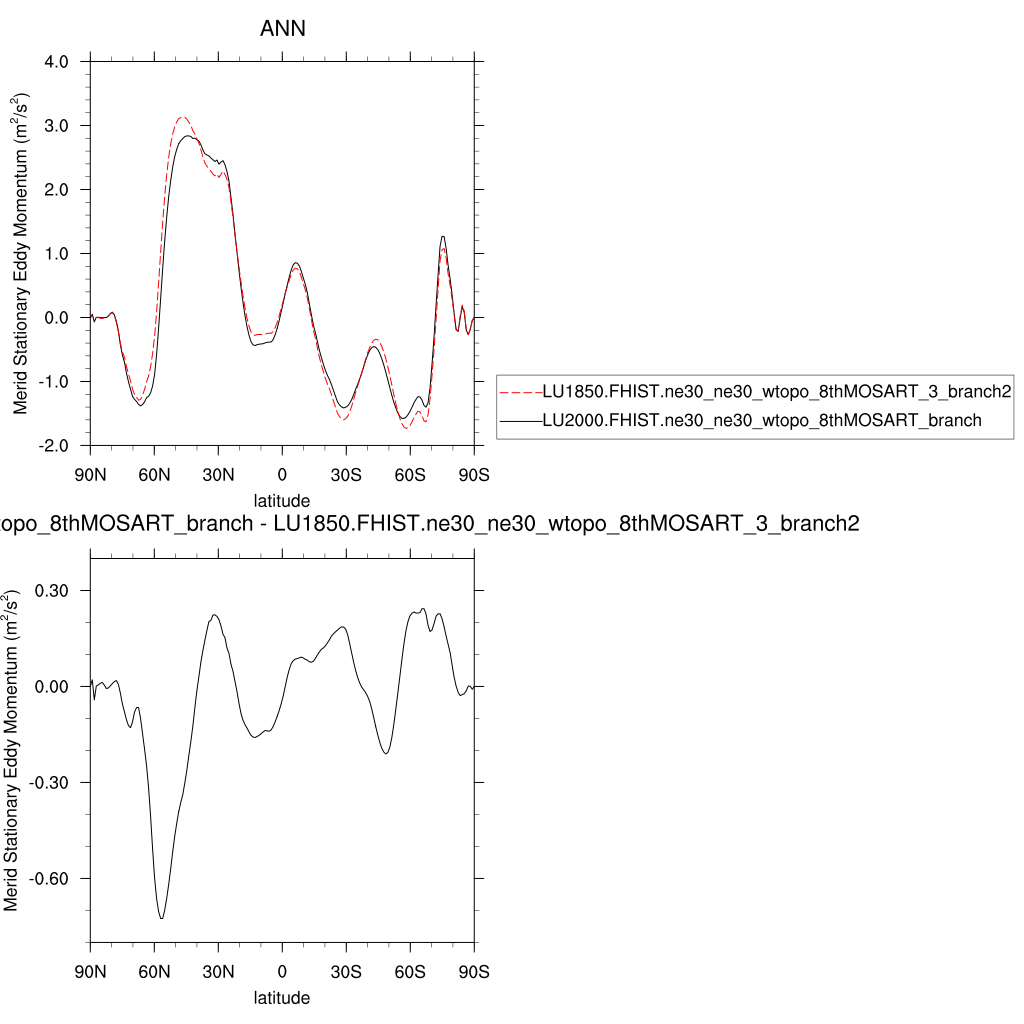 ANN
Merid Stationary Eddy Momentum (m²/s²)
4.0
3.0
2.0
1.0
0.0
-1.0
-2.0
90N 60N 30N 0 30S 60S 90S
latitude
LU1850.FHIST.ne30_ne30_wtopo_8thMOSART_3_branch2
LU2000.FHIST.ne30_ne30_wtopo_8thMOSART_branch
topo_8thMOSART_branch - LU1850.FHIST.ne30_ne30_wtopo_8thMOSART_3_branch2
Merid Stationary Eddy Momentum (m²/s²)
0.30
0.00
-0.30
-0.60
90N 60N 30N 0 30S 60S 90S
latitude